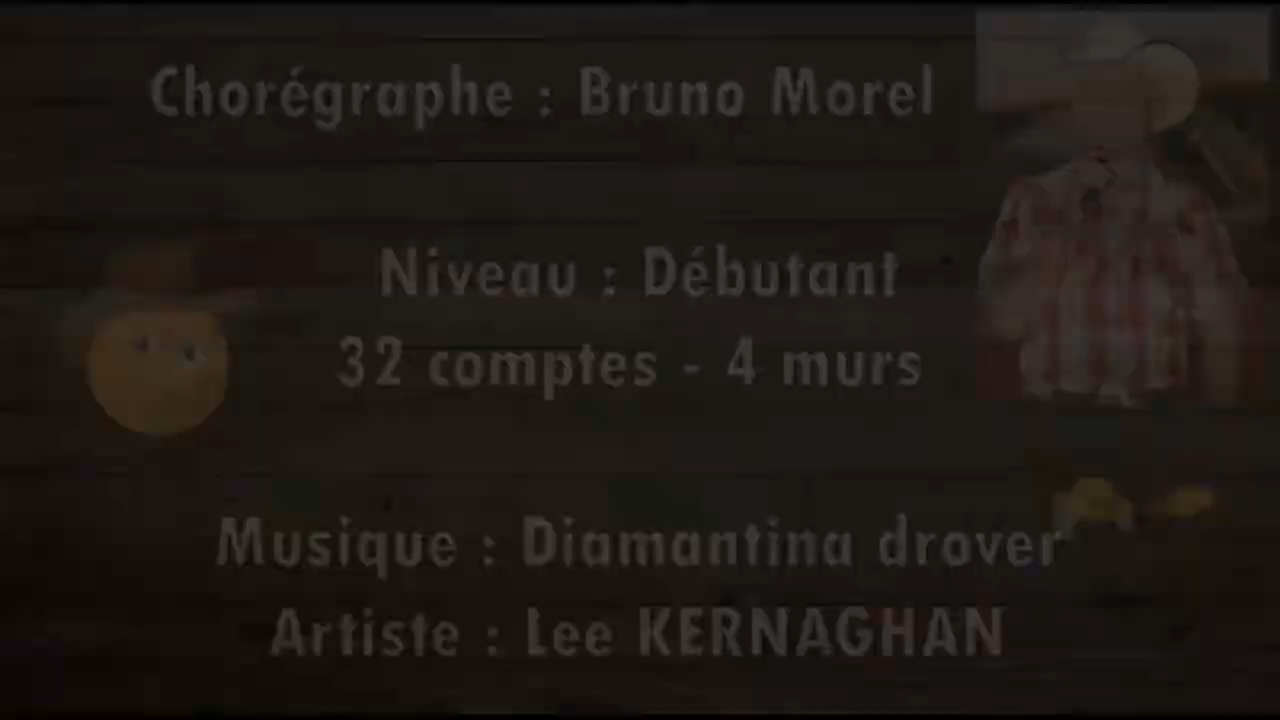 Chorégraphe : Bruno Morel
Niveau : Débutant
32 comptes - 4 murs
Musique : Diamantina drover
Artiste : Lee KERNAGHAN